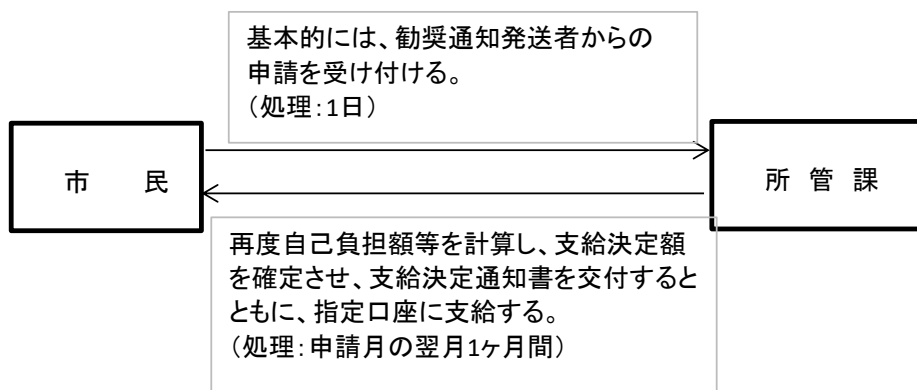 基本的には、勧奨通知発送者からの
申請を受け付ける。
（処理：1日）
市　　民
所 管 課
再度自己負担額等を計算し、支給決定額
を確定させ、支給決定通知書を交付すると
ともに、指定口座に支給する。
（処理：申請月の翌月1ヶ月間）